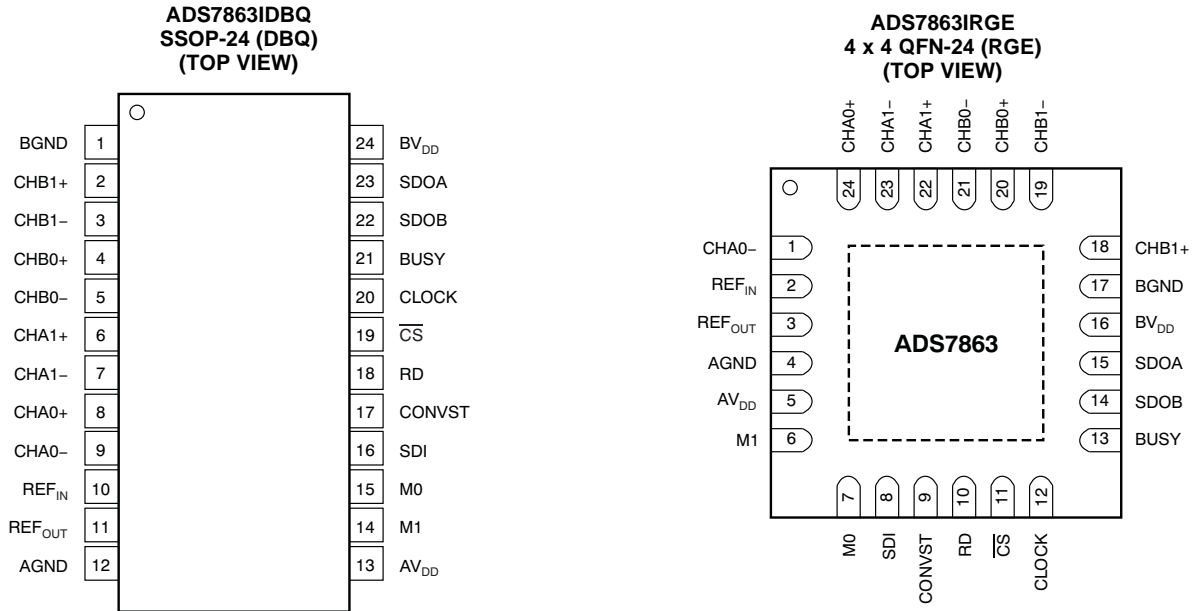 ADS7863IDBQ
SSOP-24 (DBQ)
(TOP VIEW)
BGND 1
CHB1+ 2
CHB1− 3
CHB0+ 4
CHB0− 5
CHA1+ 6
CHA1− 7
CHA0+ 8
CHA0− 9
REFIN 10
REFOUT 11
AGND 12
24 BVDD
23 SDOA
22 SDOB
21 BUSY
20 CLOCK
19 C̅S̅
18 RD
17 CONVST
16 SDI
15 M0
14 M1
13 AVDD
ADS7863IRGE
4 x 4 QFN-24 (RGE)
(TOP VIEW)
CHA0+ CHA1− CHA1+ CHB0− CHB0+ CHB1−
24 23 22 21 20 19
CHA0− 1
REFIN 2
REFOUT 3
AGND 4
AVDD 5
M1 6
ADS7863
18 CHB1+
17 BGND
16 BVDD
15 SDOA
14 SDOB
13 BUSY
7 8 9 10 11 12
M0 SDI CONVST RD C̅S̅ CLOCK